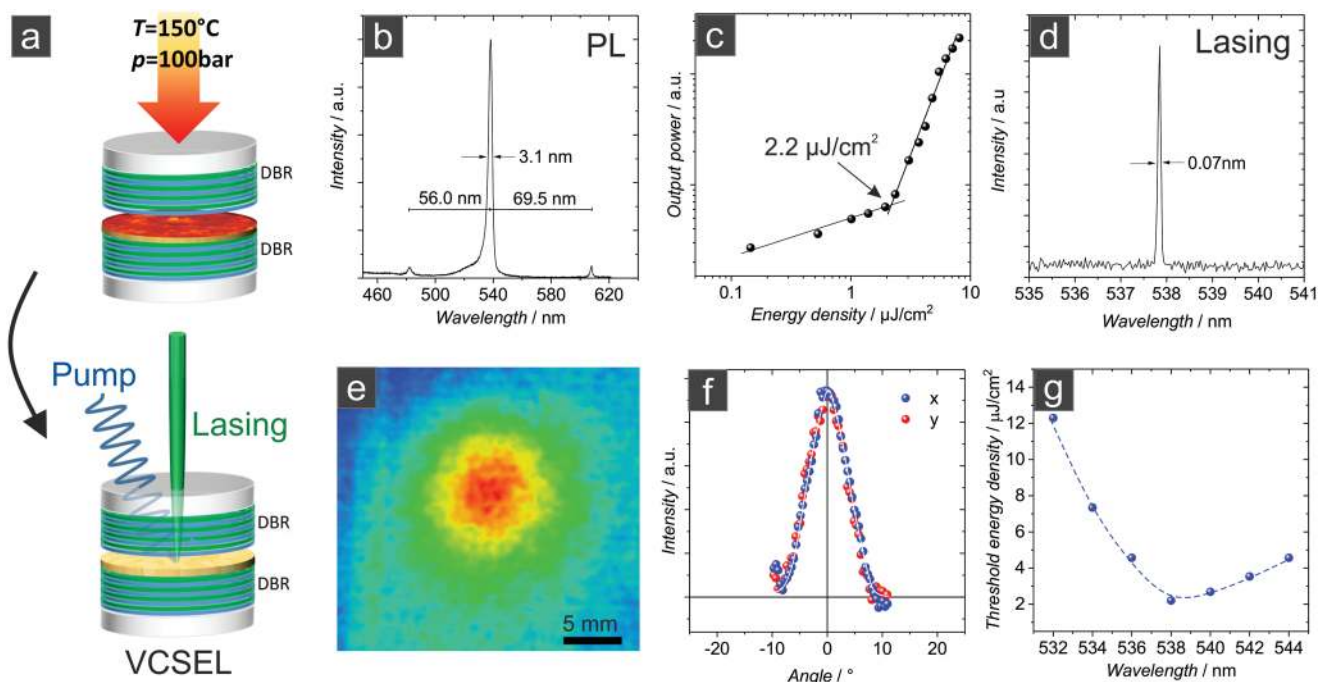 a
T=150°C
p=100bar
DBR
DBR
Pump
Lasing
DBR
DBR
VCSEL
b
PL
3.1 nm
56.0 nm
69.5 nm
Intensity / a.u.
460
500
540
580
620
Wavelength / nm
c
2.2 µJ/cm²
Output power / a.u.
0.1
1
10
Energy density / µJ/cm²
d
Lasing
0.07nm
Intensity / a.u
535
536
537
538
539
540
541
Wavelength / nm
e
5 mm
f
x
y
Intensity / a.u.
-20
-10
0
10
20
Angle / °
g
Threshold energy density / µJ/cm²
14
12
10
8
6
4
2
532
534
536
538
540
542
544
Wavelength / nm